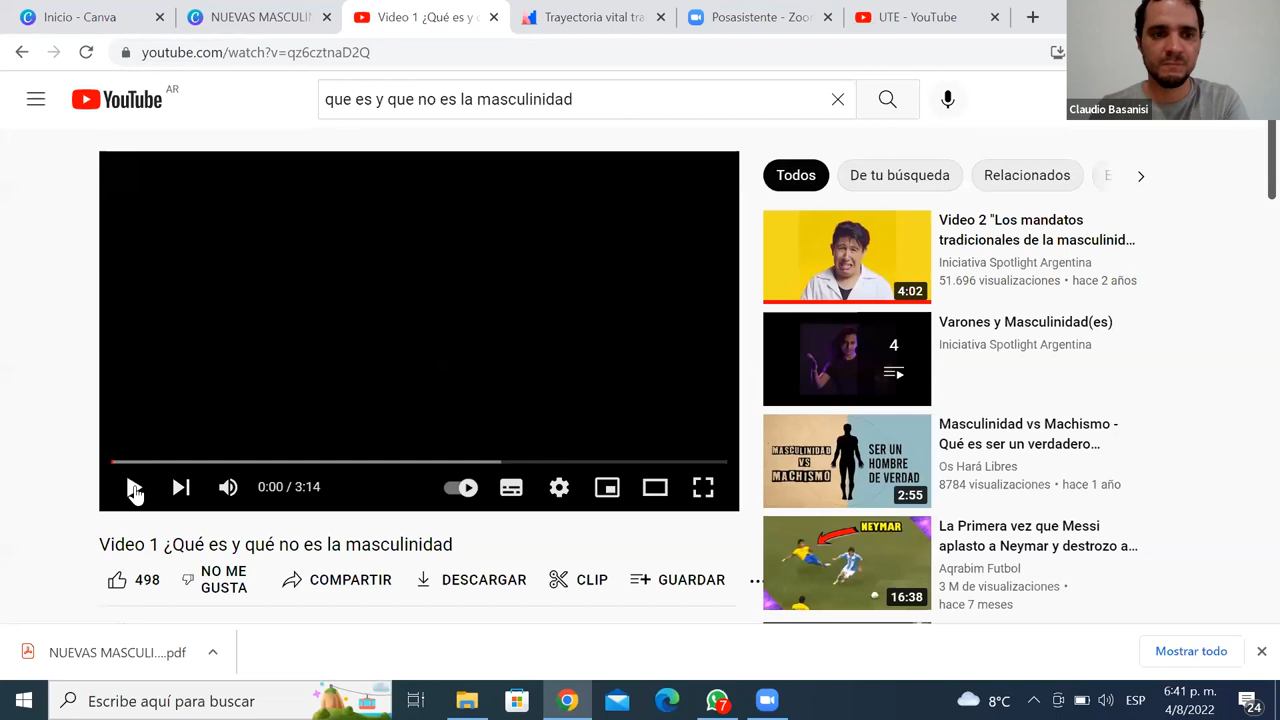 Inicio - Canva
NUEVAS MASCULIN
Video 1 ¿Qué es y
Trayectoria vital tr
Posasistente - Zoo
UTE - YouTube
youtube.com/watch?v=qz6cztnaD2Q
YouTube AR
que es y que no es la masculinidad
Claudio Basanisi
Todos
De tu búsqueda
Relacionados
Video 2 "Los mandatos
tradicionales de la masculinid...
Iniciativa Spotlight Argentina
51.696 visualizaciones • hace 2 años
4:02
Varones y Masculinidad(es)
Iniciativa Spotlight Argentina
4
Masculinidad vs Machismo -
Qué es ser un verdadero...
Os Hará Libres
8784 visualizaciones • hace 1 año
MASCULINIDAD
VS
MACHISMO
SER UN
HOMBRE
DE VERDAD
2:55
La Primera vez que Messi
aplasto a Neymar y destrozo a...
Aqrabim Futbol
3 M de visualizaciones •
hace 7 meses
NEYMAR
16:38
0:00 / 3:14
Video 1 ¿Qué es y qué no es la masculinidad
498
NO ME
GUSTA
COMPARTIR
DESCARGAR
CLIP
GUARDAR
...
NUEVAS MASCULI....pdf
Mostrar todo
Escribe aquí para buscar
7
8°C
ESP
6:41 p. m.
4/8/2022
24